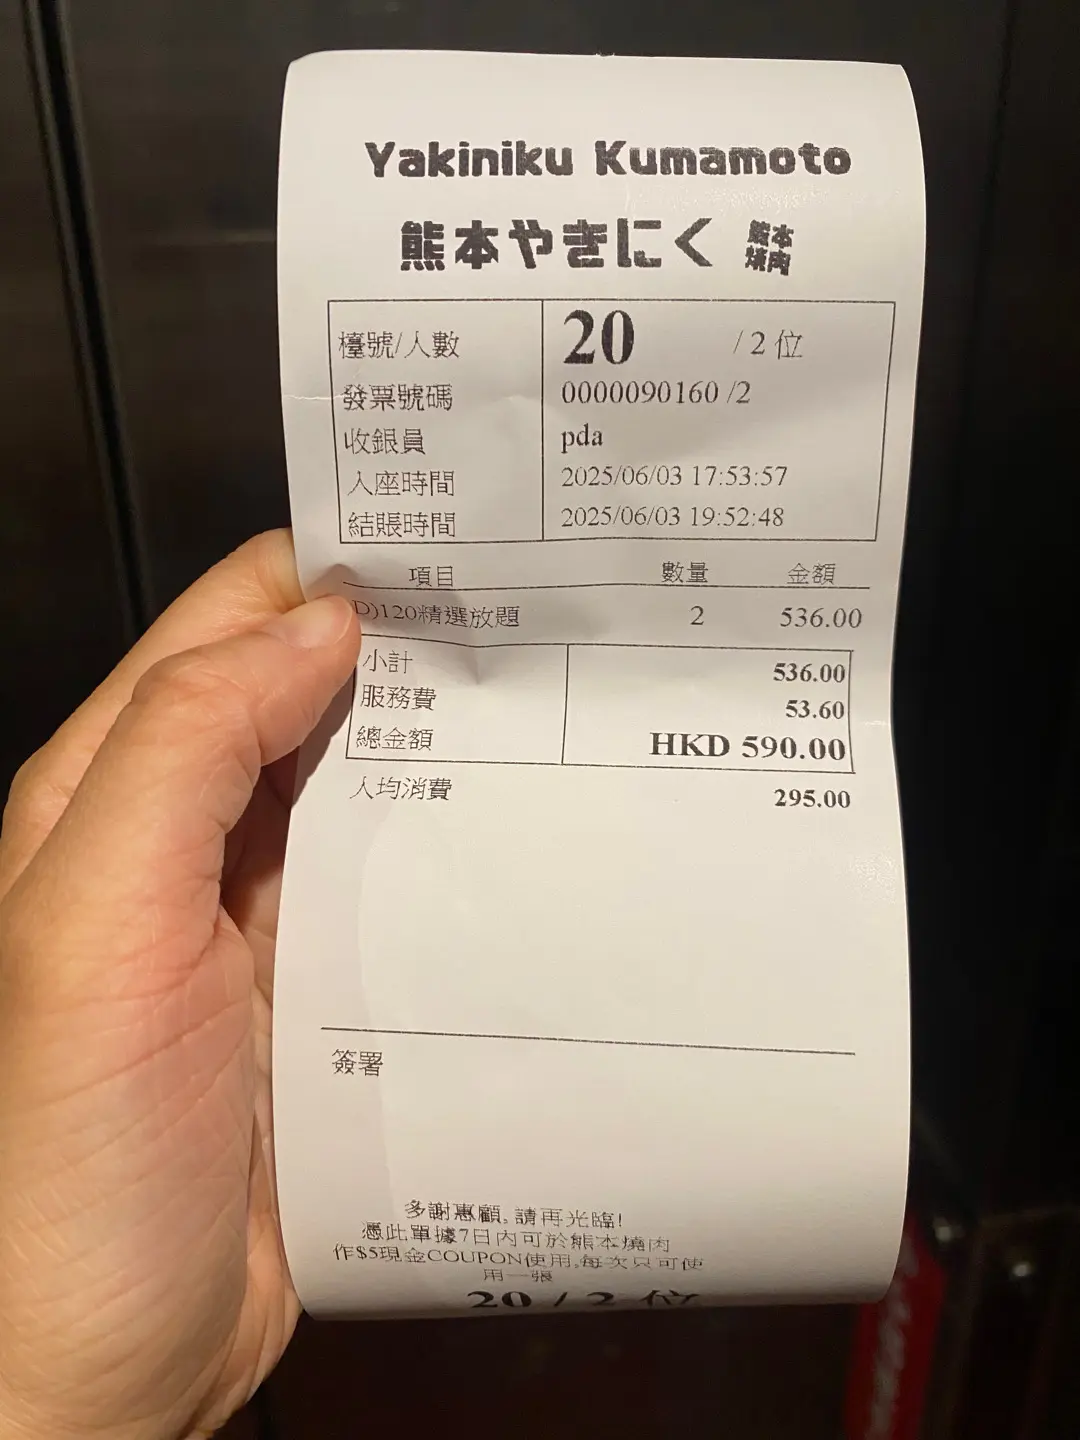 Yakiniku Kumamoto
熊本やきにく 熊本焼肉
檯號/人數 20 / 2 位
發票號碼 0000090160 /2
收銀員 pda
入座時間 2025/06/03 17:53:57
結賬時間 2025/06/03 19:52:48
項目 數量 金額
D)120精選放題 2 536.00
小計 536.00
服務費 53.60
總金額 HKD 590.00
人均消費 295.00
簽署
多謝惠顧,請再光臨!
憑此單據7日內可於熊本燒肉
作$5現金COUPON使用,每次只可使
用一張
20 / 2 位